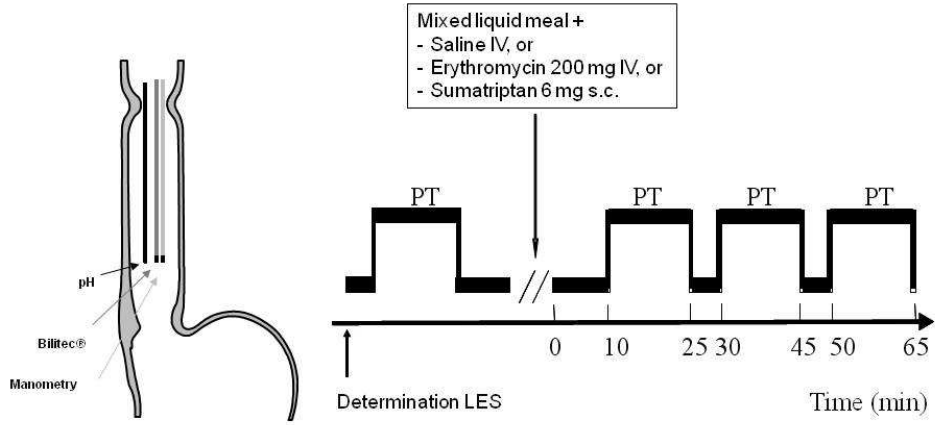 Mixed liquid meal +
- Saline IV, or
- Erythromycin 200 mg IV, or
- Sumatriptan 6 mg s.c.
PT PT PT PT
pH
Bilitec®
Manometry
0 10 25 30 45 50 65
Determination LES
Time (min)